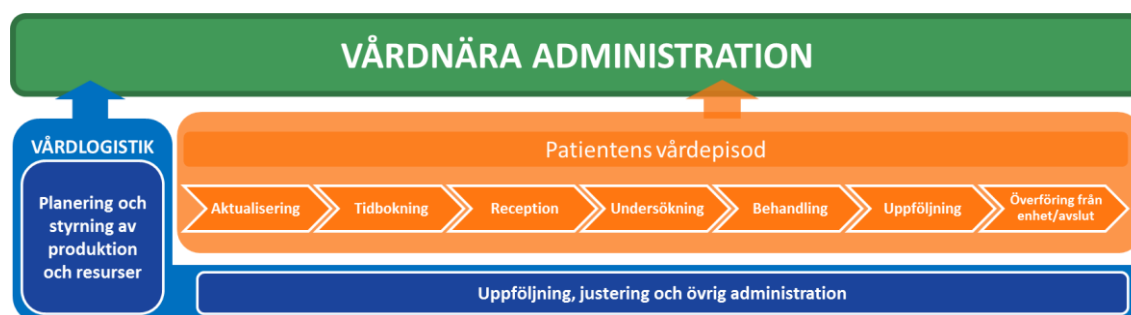 VÅRDNÄRA ADMINISTRATION
VÅRDLOGISTIK
Planering och
styrning av
produktion
och resurser
Patientens vårdepisod
Aktualisering
Tidbokning
Reception
Undersökning
Behandling
Uppföljning
Överföring från
enhet/avslut
Uppföljning, justering och övrig administration